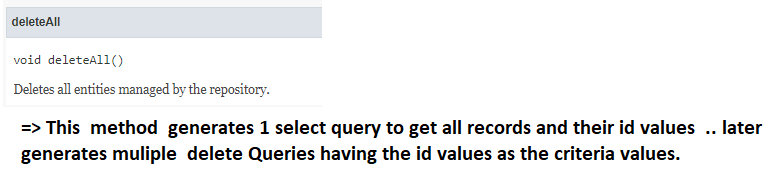 deleteAll
void deleteAll()
Deletes all entities managed by the repository.
=> This method generates 1 select query to get all records and their id values .. later
generates muliple delete Queries having the id values as the criteria values.